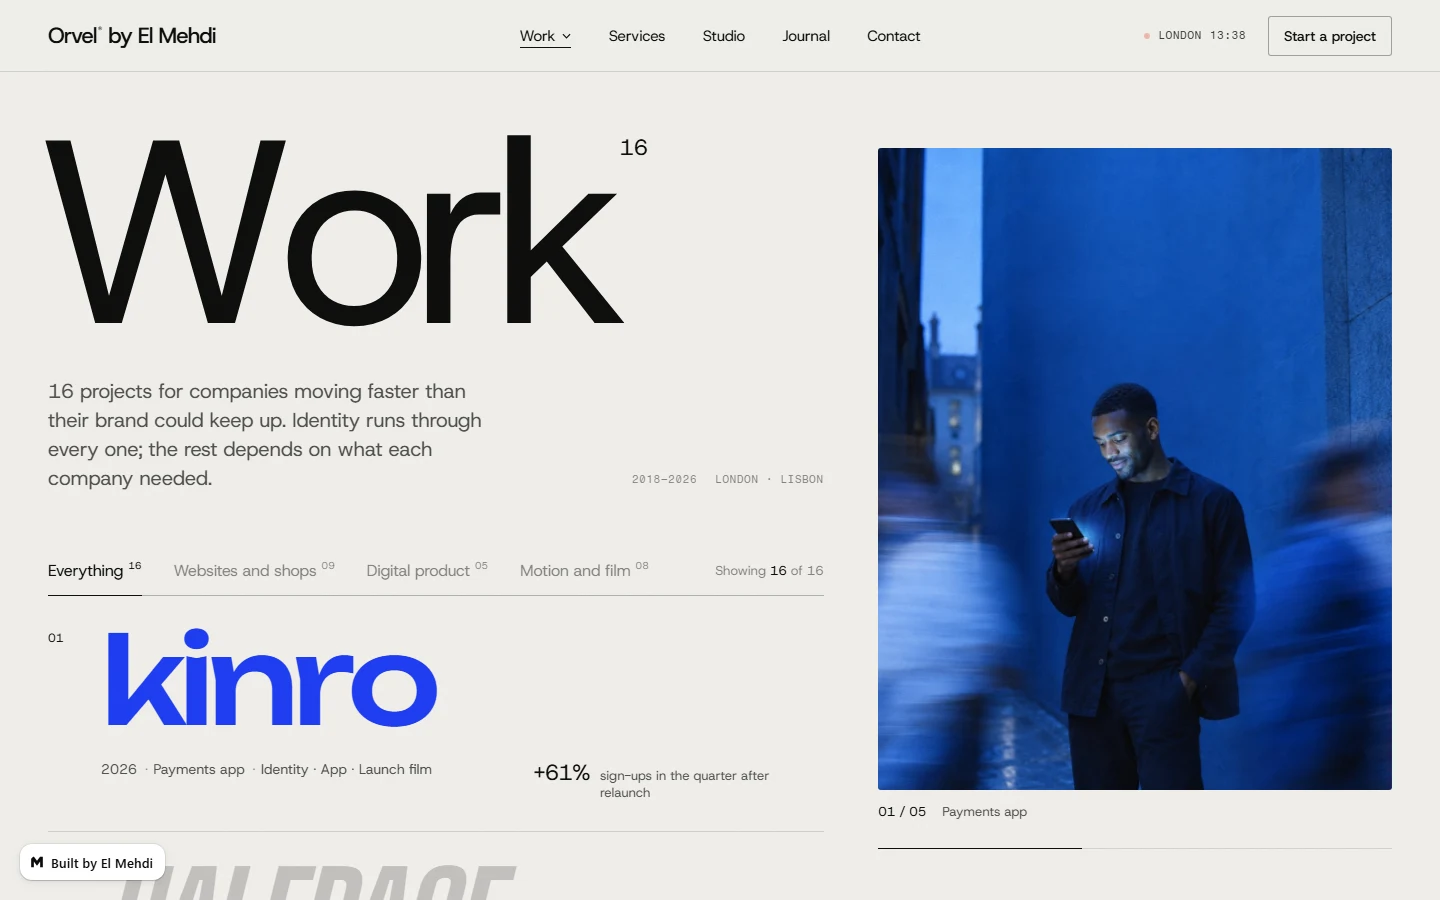 Orvel® by El Mehdi
Work
Services
Studio
Journal
Contact
LONDON 13:38
Start a project
Work 16
16 projects for companies moving faster than
their brand could keep up. Identity runs through
every one; the rest depends on what each
company needed.
2018–2026 LONDON · LISBON
Everything 16
Websites and shops 09
Digital product 05
Motion and film 08
Showing 16 of 16
01
kinro
2026 · Payments app · Identity · App · Launch film
+61% sign-ups in the quarter after
relaunch
01 / 05 Payments app
Built by El Mehdi